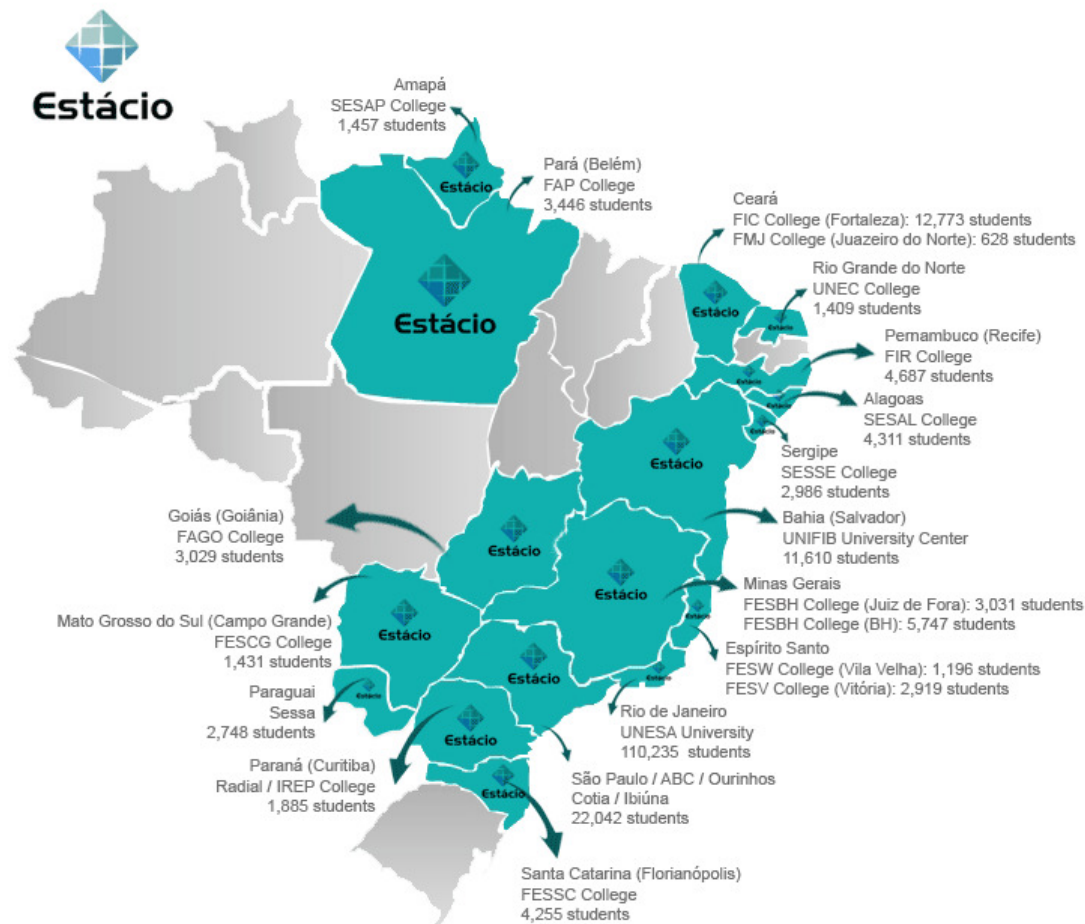 Estácio
Amapá
SESAP College
1,457 students
Estácio
Pará (Belém)
FAP College
3,446 students
Estácio
Ceará
FIC College (Fortaleza): 12,773 students
FMJ College (Juazeiro do Norte): 628 students
Estácio
Rio Grande do Norte
UNEC College
1,409 students
Estácio
Pernambuco (Recife)
FIR College
4,687 students
Estácio
Alagoas
SESAL College
4,311 students
Estácio
Sergipe
SESSE College
2,986 students
Estácio
Bahia (Salvador)
UNIFIB University Center
11,610 students
Estácio
Goiás (Goiânia)
FAGO College
3,029 students
Estácio
Minas Gerais
FESBH College (Juiz de Fora): 3,031 students
FESBH College (BH): 5,747 students
Estácio
Espírito Santo
FESW College (Vila Velha): 1,196 students
FESV College (Vitória): 2,919 students
Estácio
Mato Grosso do Sul (Campo Grande)
FESCG College
1,431 students
Estácio
Paraguai
Sessa
2,748 students
Estácio
Rio de Janeiro
UNESA University
110,235 students
Estácio
Paraná (Curitiba)
Radial / IREP College
1,885 students
Estácio
São Paulo / ABC / Ourinhos
Cotia / Ibiúna
22,042 students
Estácio
Santa Catarina (Florianópolis)
FESSC College
4,255 students
Estácio